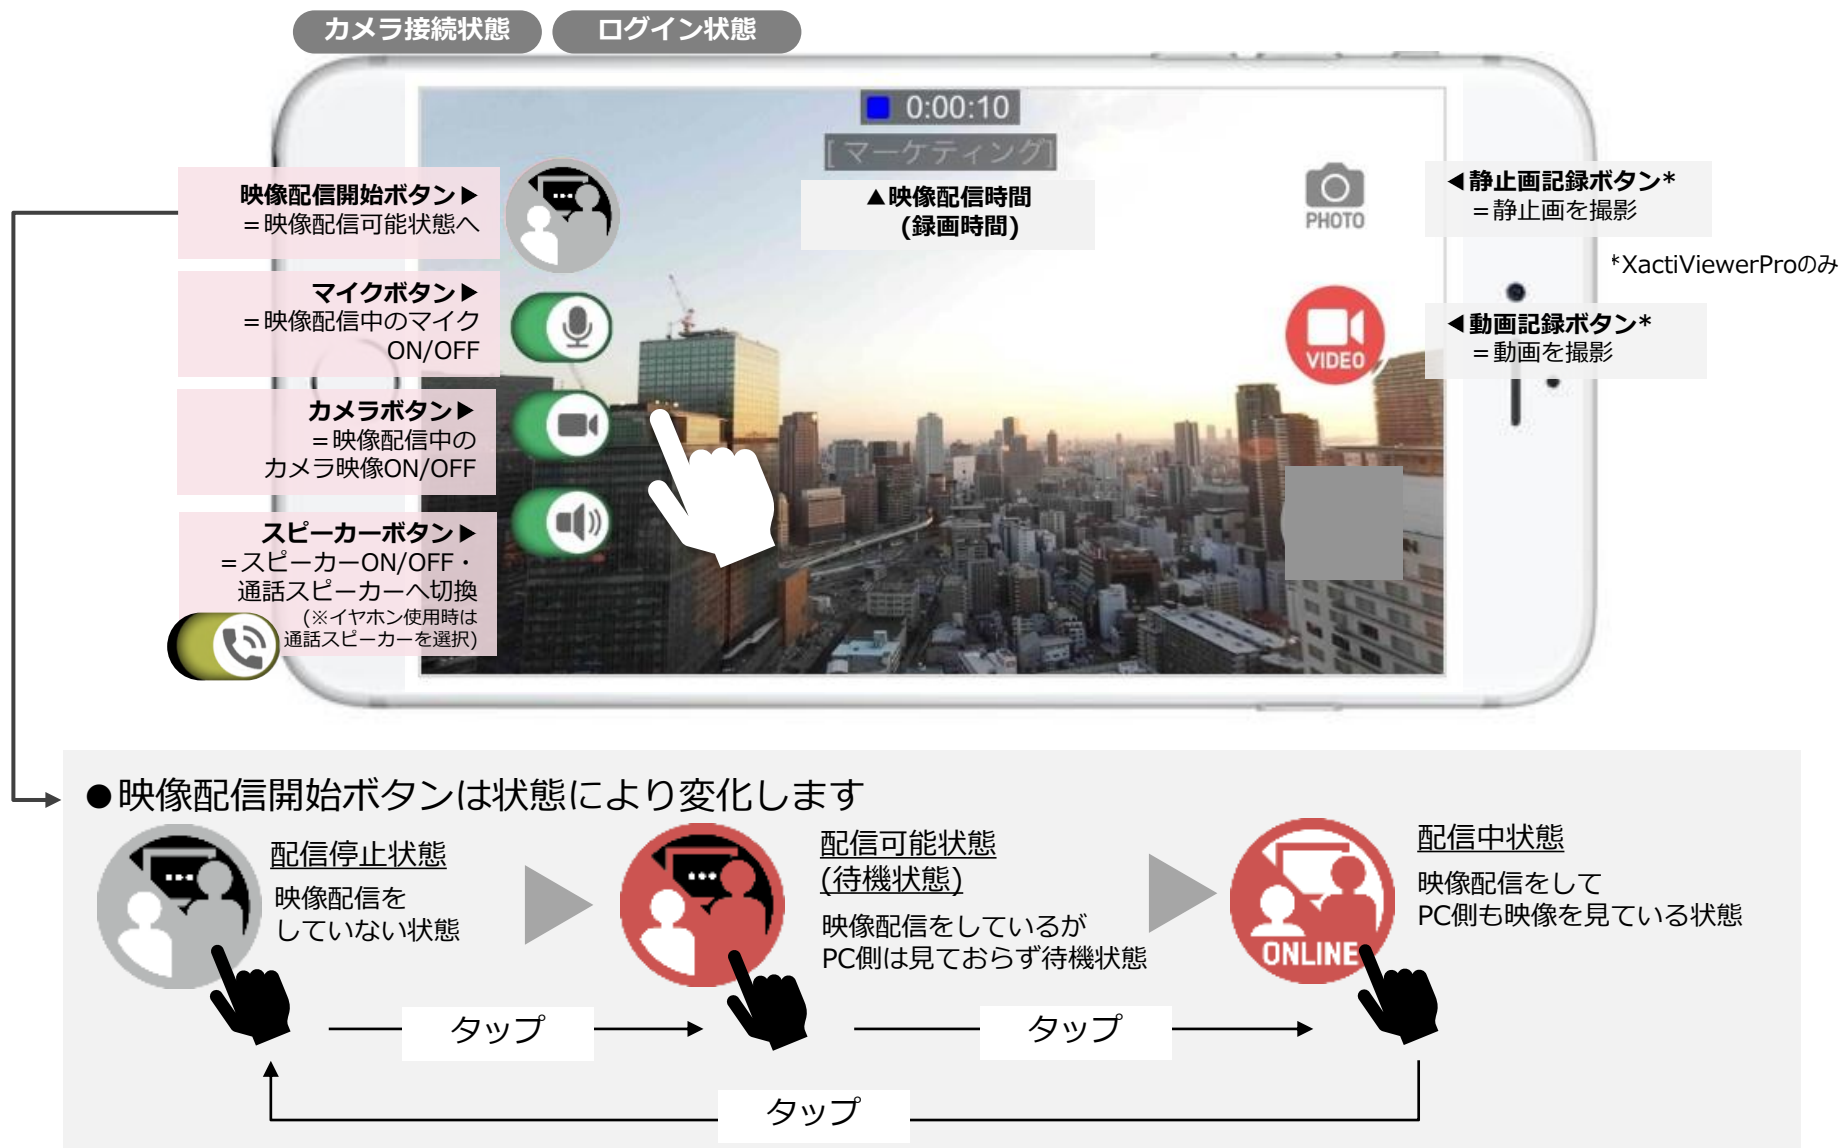 カメラ接続状態
ログイン状態
0:00:10
[マーケティング]
▲映像配信時間
(録画時間)
映像配信開始ボタン▶
＝映像配信可能状態へ
マイクボタン▶
＝映像配信中のマイク
ON/OFF
カメラボタン▶
＝映像配信中の
カメラ映像ON/OFF
スピーカーボタン▶
＝スピーカーON/OFF・
通話スピーカーへ切換
(※イヤホン使用時は
通話スピーカーを選択)
PHOTO
◀静止画記録ボタン*
＝静止画を撮影
*XactiViewerProのみ
VIDEO
◀動画記録ボタン*
＝動画を撮影
●映像配信開始ボタンは状態により変化します
配信停止状態
映像配信を
していない状態
配信可能状態
(待機状態)
映像配信をしているが
PC側は見ておらず待機状態
ONLINE
配信中状態
映像配信をして
PC側も映像を見ている状態
タップ
タップ
タップ